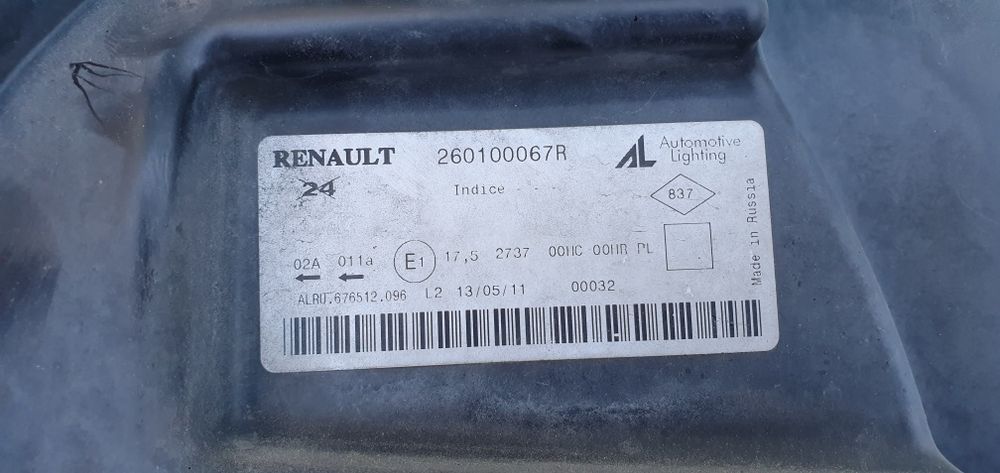 RENAULT 260100067R AL Automotive Lighting
24 Indice 837
02A 011a E1 17,5 2737 00HC 00HR PL
ALRU.676512.096 L2 13/05/11 00032
Made in Russia